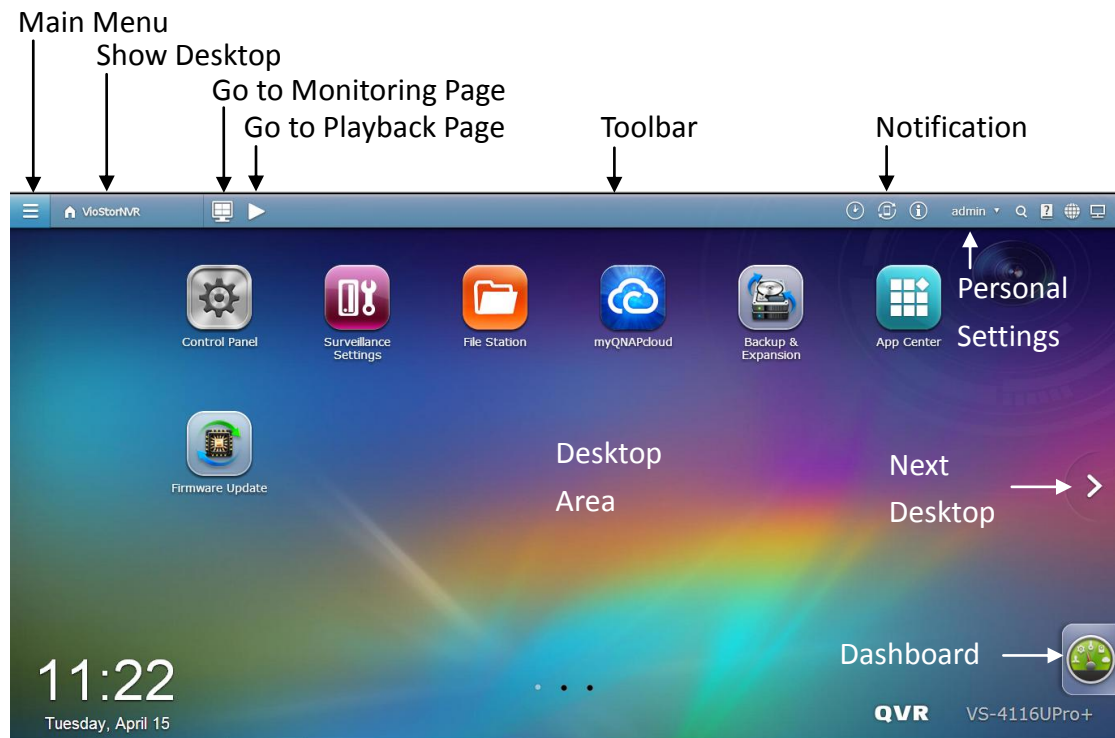 Main Menu
Show Desktop
Go to Monitoring Page
Go to Playback Page
Toolbar
Notification
VioStorNVR
admin
Personal
Settings
Control Panel
Surveillance
Settings
File Station
myQNAPcloud
Backup &
Expansion
App Center
Firmware Update
Desktop
Area
Next
Desktop
Dashboard
11:22
Tuesday, April 15
QVR
VS-4116UPro+